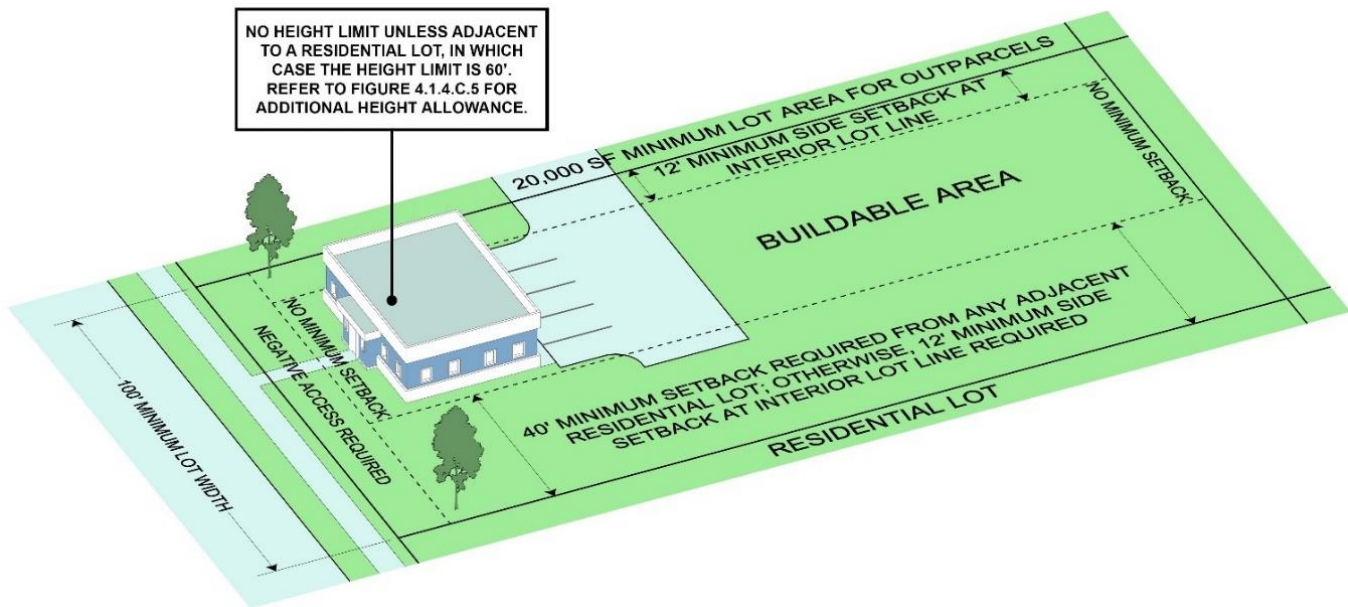 NO HEIGHT LIMIT UNLESS ADJACENT
TO A RESIDENTIAL LOT, IN WHICH
CASE THE HEIGHT LIMIT IS 60'.
REFER TO FIGURE 4.1.4.C.5 FOR
ADDITIONAL HEIGHT ALLOWANCE.
20,000 SF MINIMUM LOT AREA FOR OUTPARCELS
12' MINIMUM SIDE SETBACK AT
INTERIOR LOT LINE
'NO MINIMUM SETBACK'
BUILDABLE AREA
'NO MINIMUM SETBACK'
NEGATIVE ACCESS REQUIRED
100' MINIMUM LOT WIDTH
40' MINIMUM SETBACK REQUIRED FROM ANY ADJACENT
RESIDENTIAL LOT; OTHERWISE, 12' MINIMUM SIDE
SETBACK AT INTERIOR LOT LINE REQUIRED
RESIDENTIAL LOT